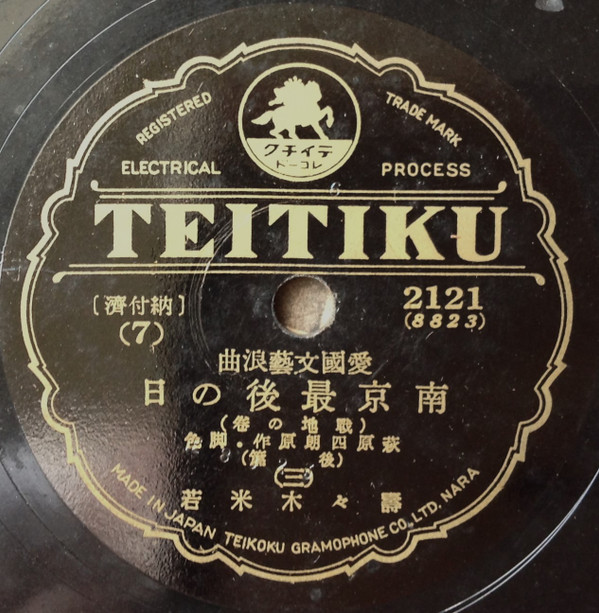 REGISTERED TRADE MARK
テイチク
レコート
ELECTRICAL PROCESS
TEITIKU
[納付濟]
(7)
2121
(8823)
愛國文藝浪曲
南京最後の日
(戰地の巻)
萩原四朗原作・脚色
(後篇)
(三)
壽々木米若
MADE IN JAPAN TEIKOKU GRAMOPHONE CO., LTD. NARA